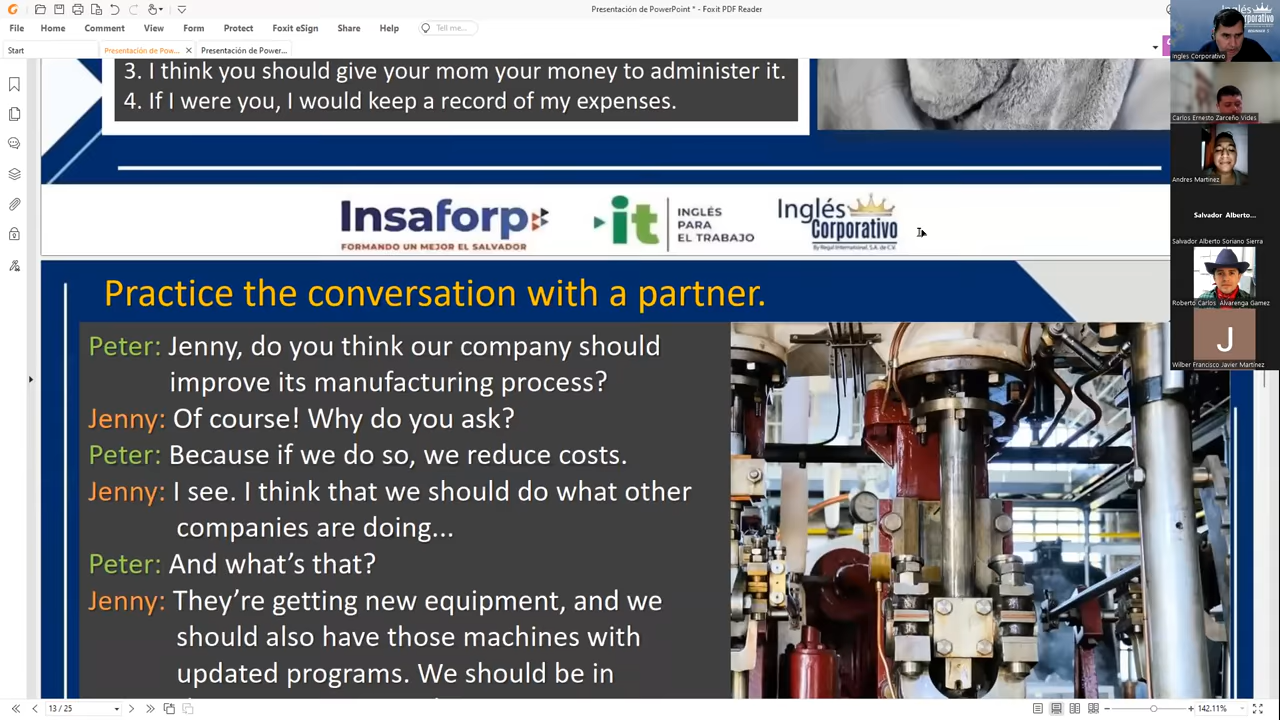 Presentación de PowerPoint * - Foxit PDF Reader
File Home Comment View Form Protect Foxit eSign Share Help Tell me...
Start Presentación de Pow... Presentación de Power...
3. I think you should give your mom your money to administer it.
4. If I were you, I would keep a record of my expenses.
Insaforp
FORMANDO UN MEJOR EL SALVADOR
it
INGLÉS
PARA
EL TRABAJO
Inglés
Corporativo
By Regal International, S.A. de C.V.
Practice the conversation with a partner.
Peter: Jenny, do you think our company should
improve its manufacturing process?
Jenny: Of course! Why do you ask?
Peter: Because if we do so, we reduce costs.
Jenny: I see. I think that we should do what other
companies are doing...
Peter: And what's that?
Jenny: They're getting new equipment, and we
should also have those machines with
updated programs. We should be in
Inglés
Corporativo
Ingles Corporativo
Carlos Ernesto Zarceño Vides
Andres Martinez
Salvador Alberto...
Salvador Alberto Soriano Sierra
Roberto Carlos Alvarenga Gamez
J
Wilber Francisco Javier Martinez
13 / 25
142.11%